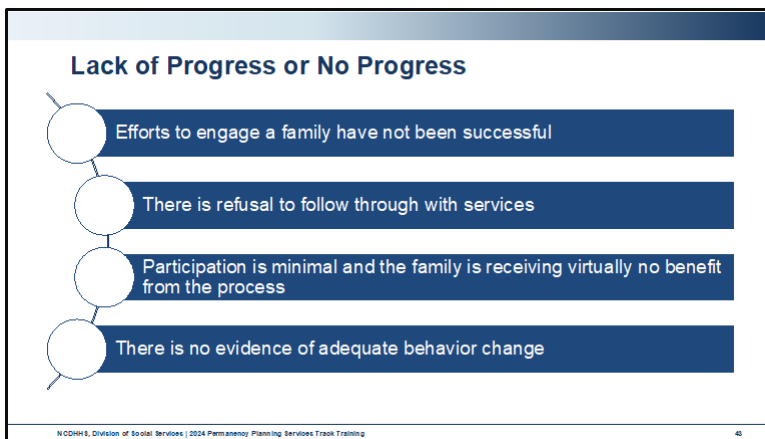 Lack of Progress or No Progress
Efforts to engage a family have not been successful
There is refusal to follow through with services
Participation is minimal and the family is receiving virtually no benefit
from the process
There is no evidence of adequate behavior change
NCDHHS, Division of Social Services | 2024 Permanency Planning Services Track Training
43